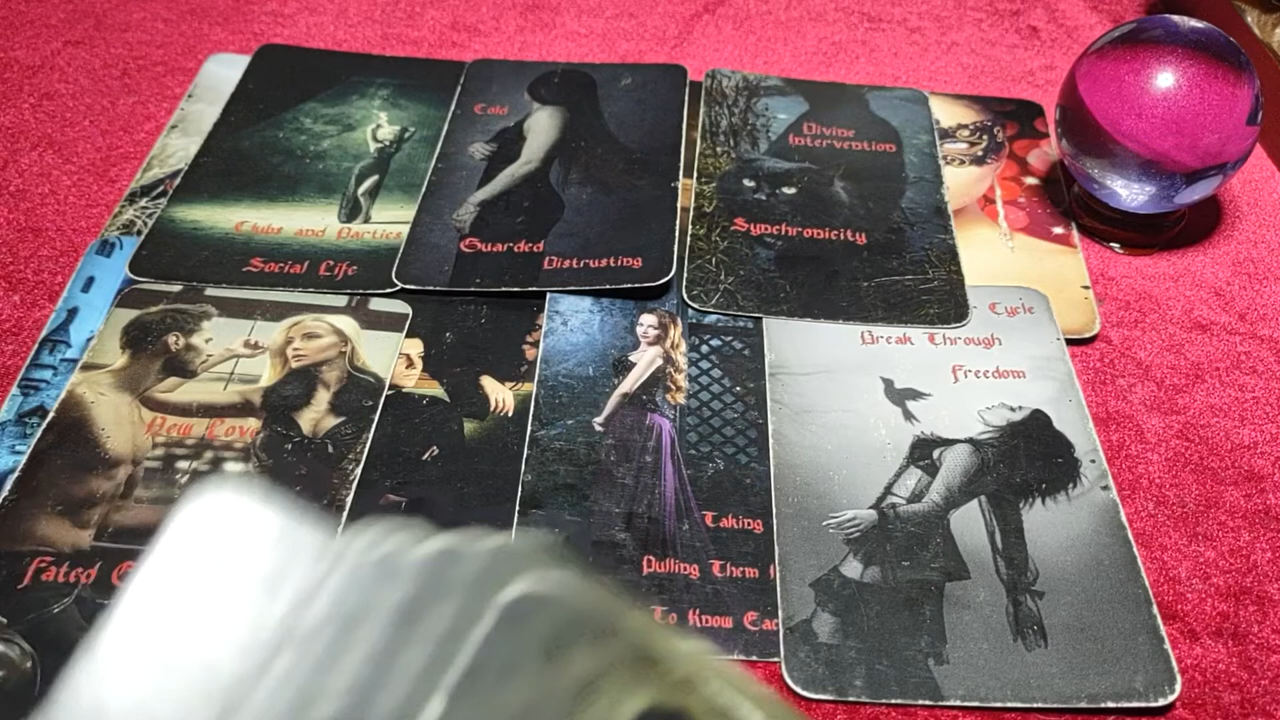 Clubs and Parties
Social Life
Cold
Guarded
Distrusting
Divine
Intervention
Synchronicity
New Love
Fated
Taking
Pulling Them
To Know
Cycle
Break Through
Freedom